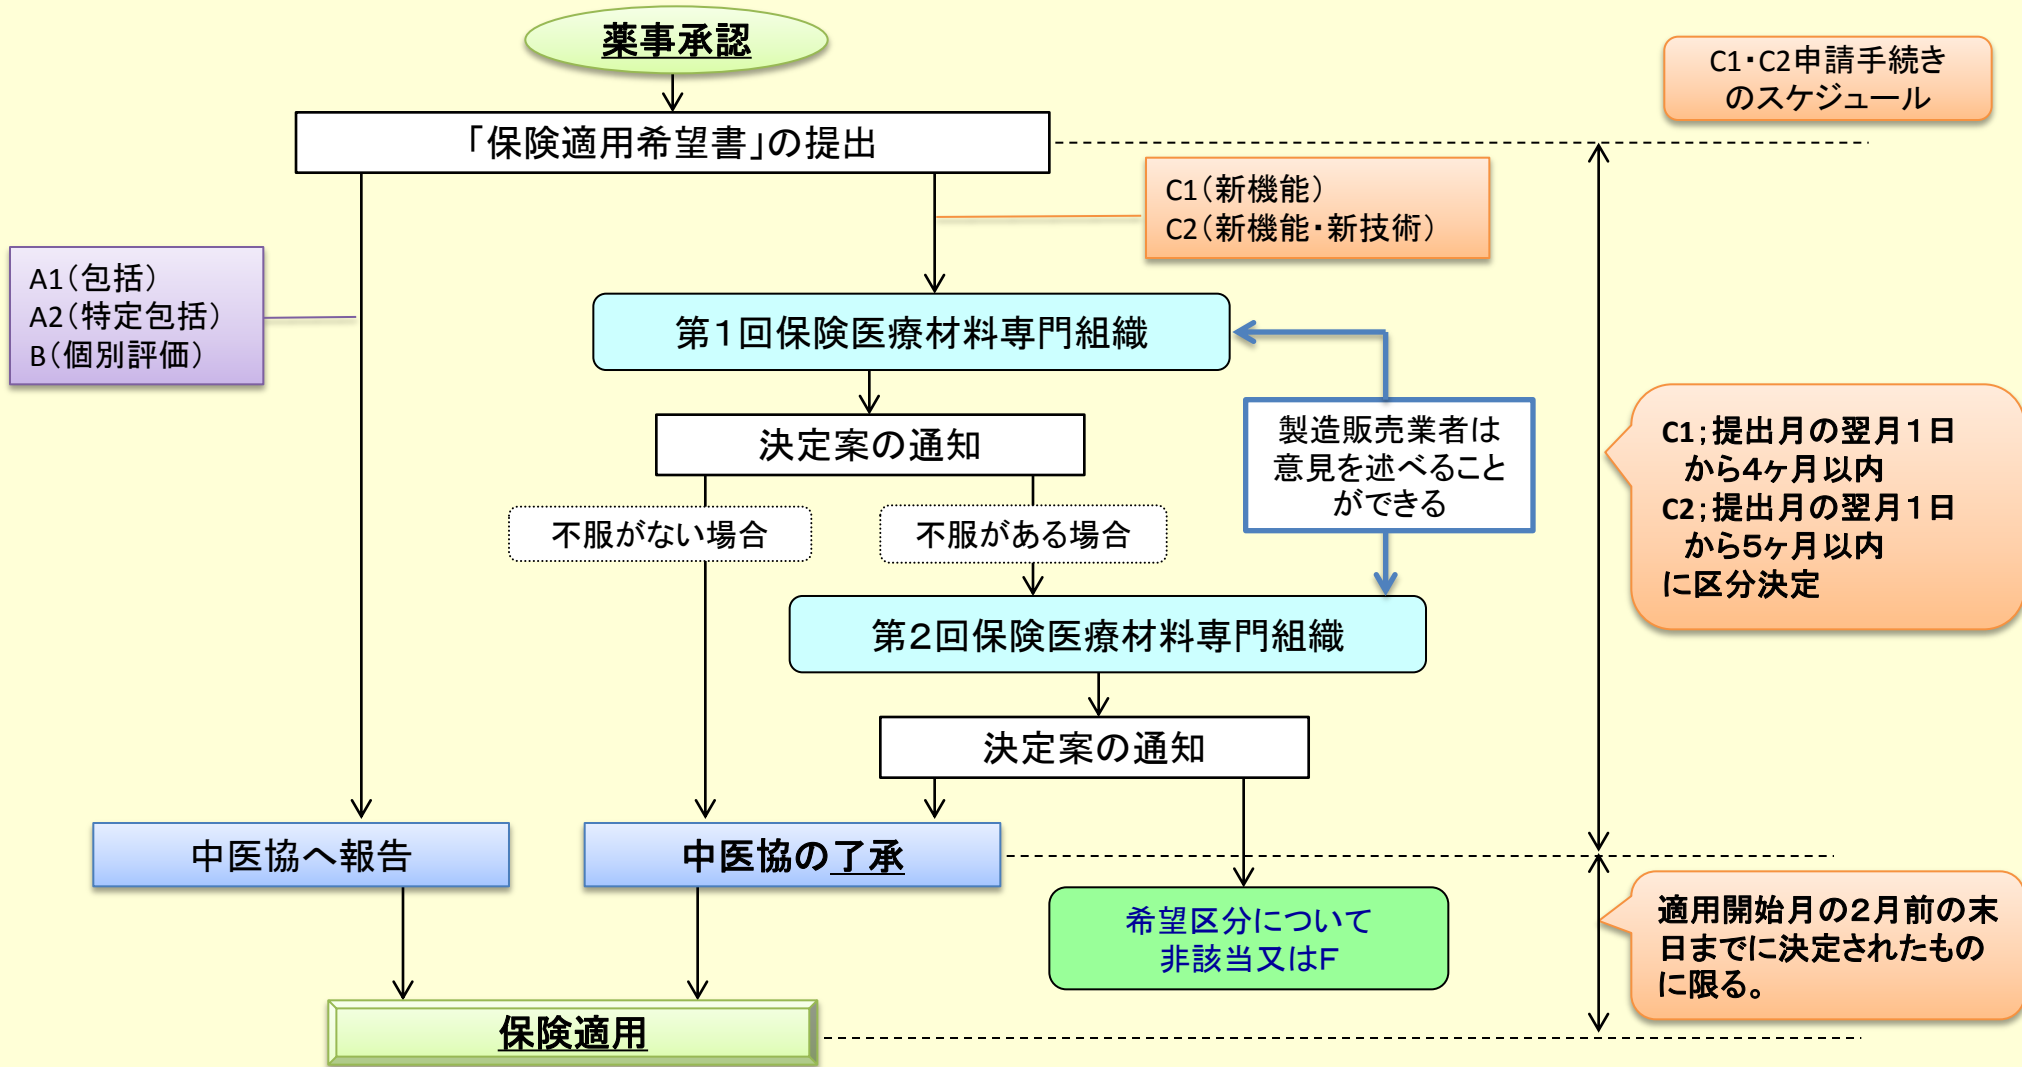 薬事承認
C1・C2申請手続き
のスケジュール
「保険適用希望書」の提出
C1（新機能）
C2（新機能・新技術）
A1（包括）
A2（特定包括）
B（個別評価）
第1回保険医療材料専門組織
決定案の通知
製造販売業者は
意見を述べること
ができる
C1；提出月の翌月1日
から4ヶ月以内
C2；提出月の翌月1日
から5ヶ月以内
に区分決定
不服がない場合
不服がある場合
第2回保険医療材料専門組織
決定案の通知
中医協へ報告
中医協の了承
希望区分について
非該当又はF
適用開始月の2月前の末
日までに決定されたもの
に限る。
保険適用